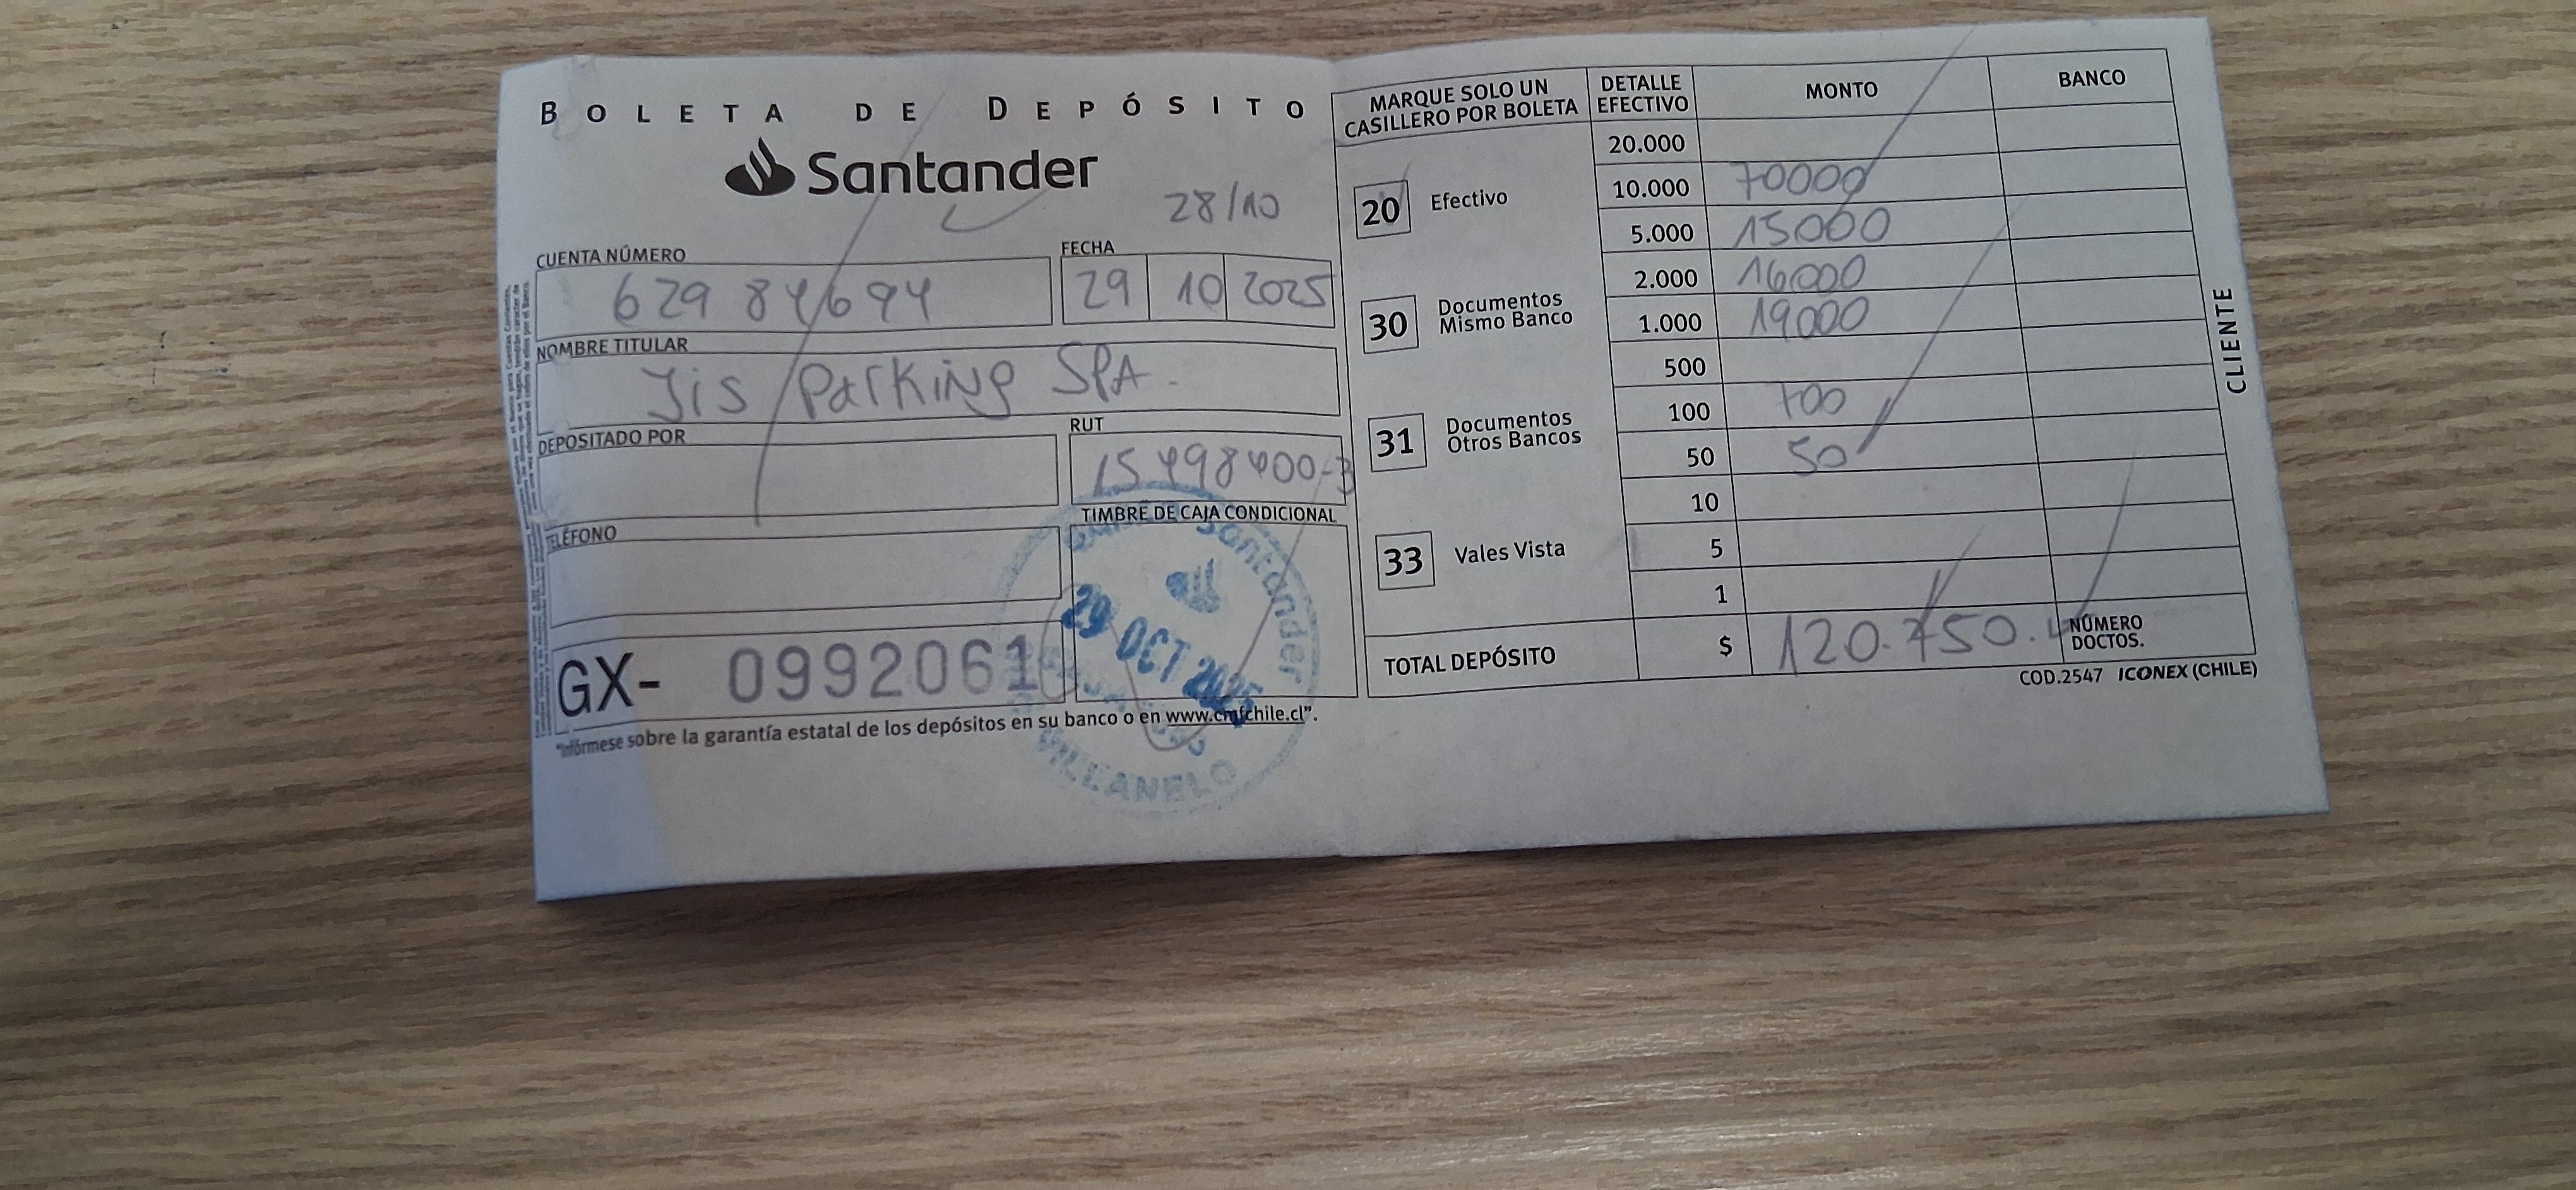 BOLETA DE DEPÓSITO
Santander
28/10
CUENTA NÚMERO
629 84694
FECHA
29 10 2025
NOMBRE TITULAR
Jis Parking SPA.
DEPOSITADO POR
RUT
15498400-3
TELÉFONO
TIMBRE DE CAJA CONDICIONAL
Santander
29 OCT 2025
GX- 0992061
"Infórmese sobre la garantía estatal de los depósitos en su banco o en www.cmfchile.cl".
MARQUE SOLO UN
CASILLERO POR BOLETA
20 Efectivo
30 Documentos
Mismo Banco
31 Documentos
Otros Bancos
33 Vales Vista
DETALLE
EFECTIVO
MONTO
BANCO
20.000
10.000 70000
5.000 15000
2.000 16000
1.000 19000
500
100 700
50 50
10
5
1
TOTAL DEPÓSITO $ 120.750.
NÚMERO
DOCTOS.
COD.2547 ICONEX (CHILE)
CLIENTE